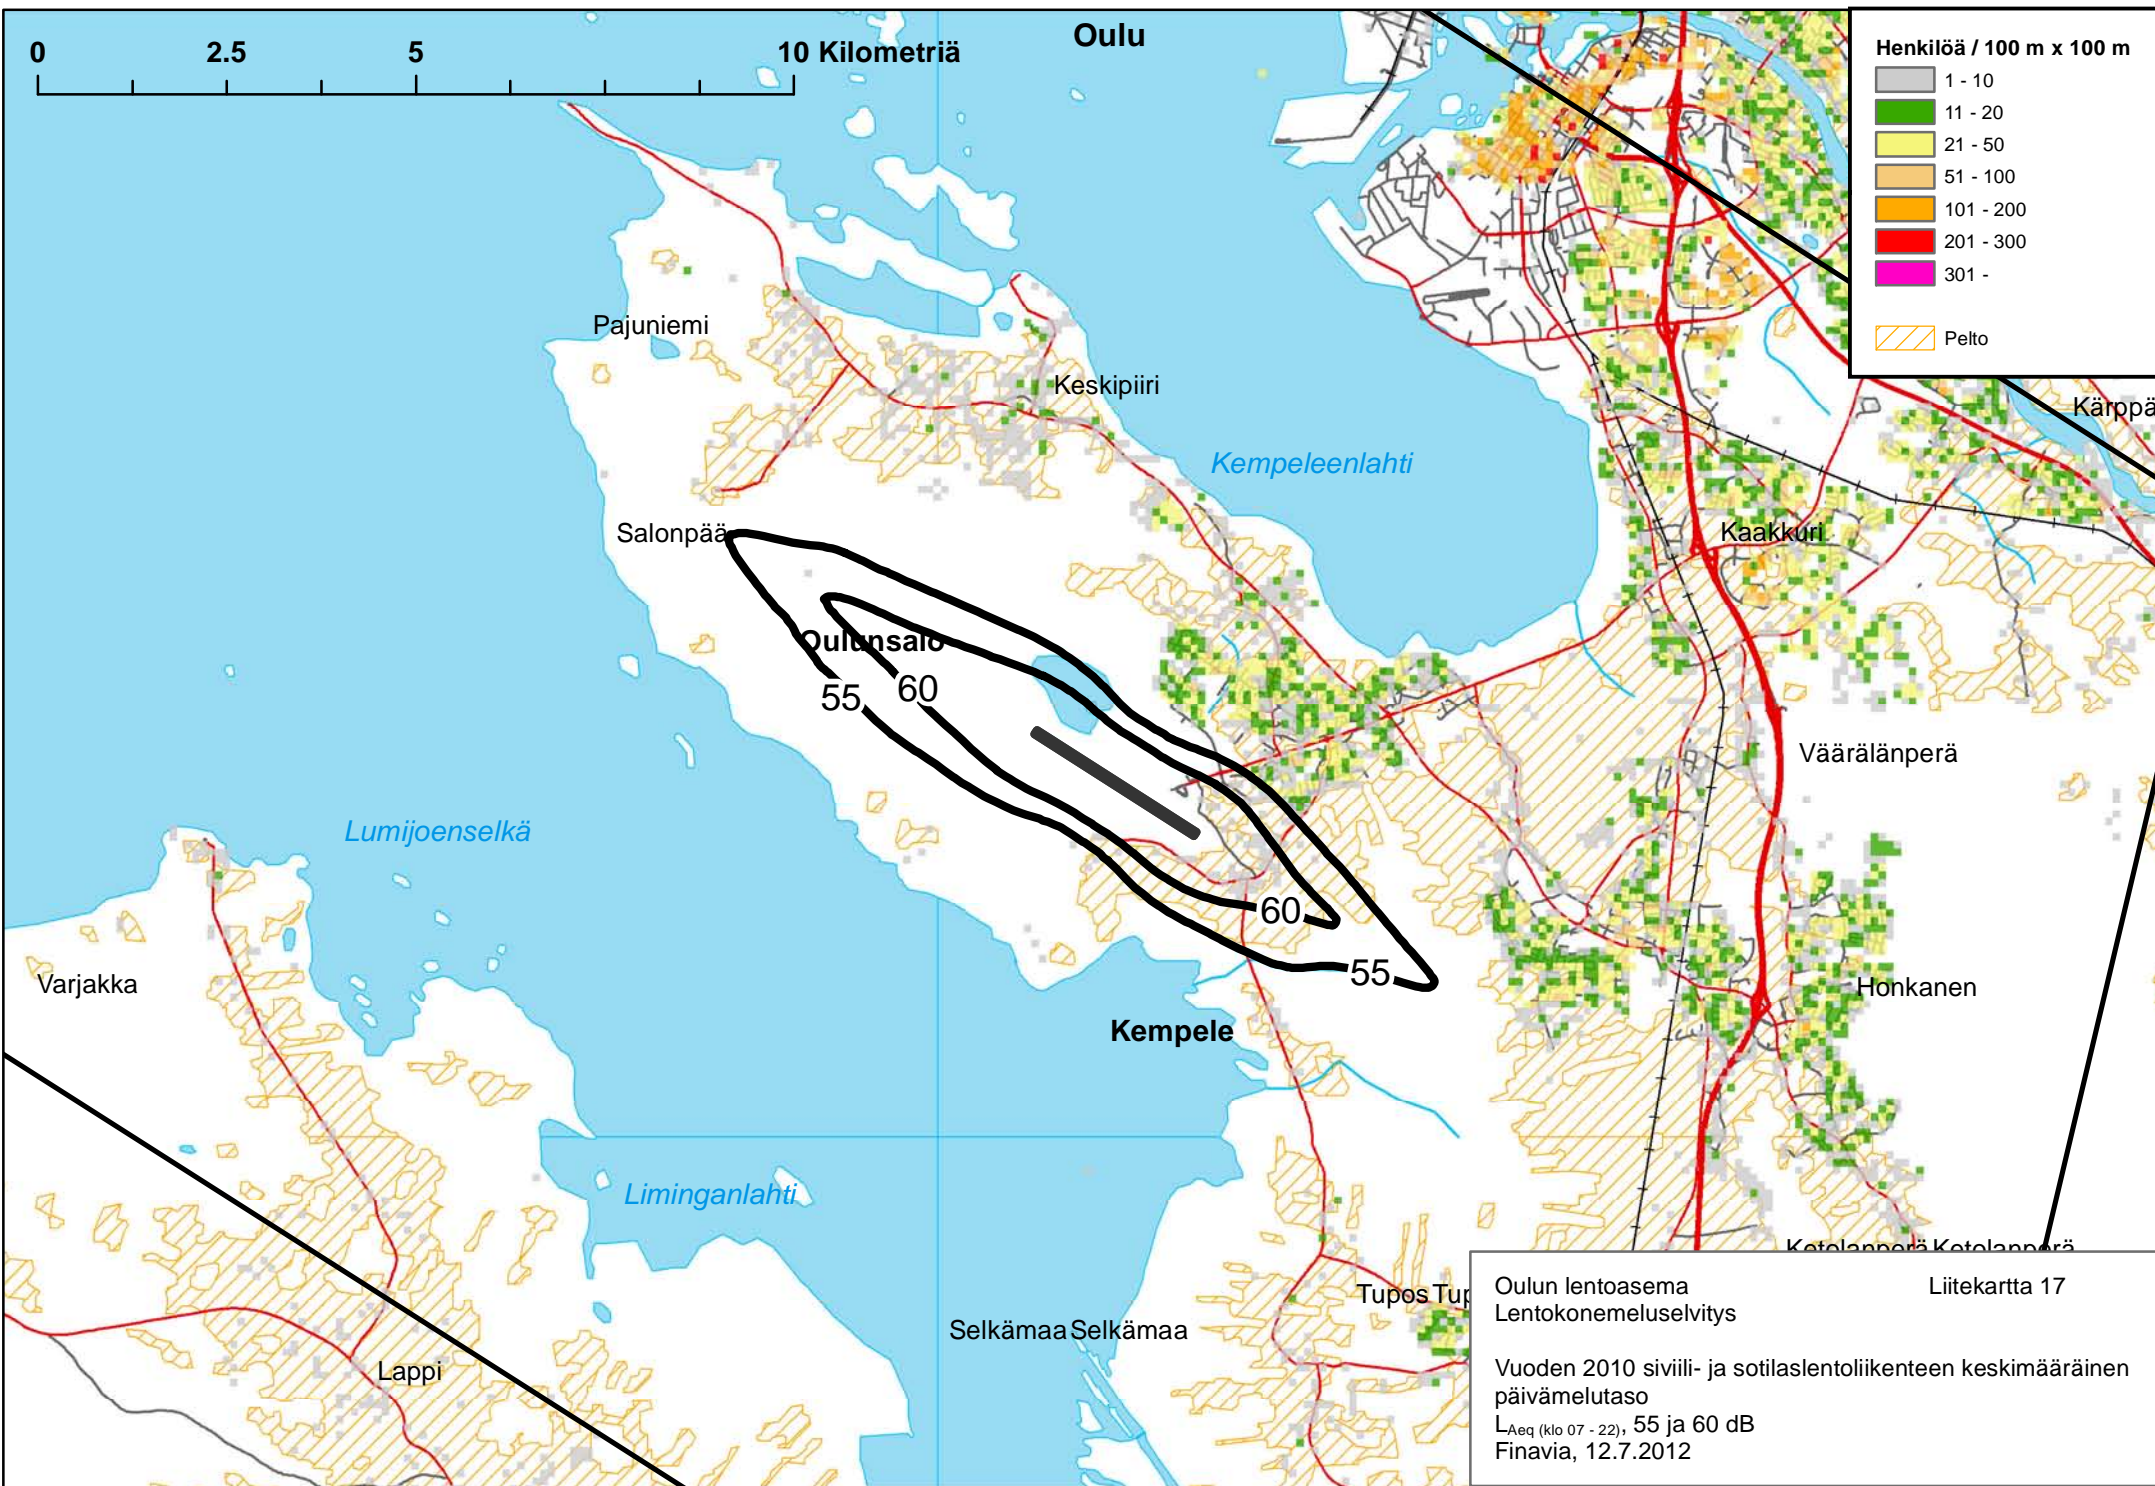 0 2.5 5 10 Kilometriä
Oulu
Henkilöä / 100 m x 100 m
1 - 10
11 - 20
21 - 50
51 - 100
101 - 200
201 - 300
301 -
Pelto
Pajuniemi
Keskipiiri
Kärppä
Kempeleenlahti
Salonpää
Kaakkuri
Oulunsalo
55
60
Väärälänperä
Lumijoenselkä
60
55
Varjakka
Honkanen
Kempele
Liminganlahti
Ketolanperä Ketolanperä
Tupos Tup
Selkämaa Selkämaa
Lappi
Oulun lentoasema Liitekartta 17
Lentokonemeluselvitys
Vuoden 2010 siviili- ja sotilaslentoliikenteen keskimääräinen
päivämelutaso
LAeq (klo 07 - 22), 55 ja 60 dB
Finavia, 12.7.2012